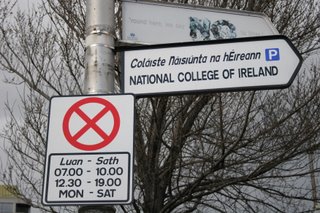 Coláiste Náisiúnta na hÉireann P
NATIONAL COLLEGE OF IRELAND
Luan - Sath
07.00 - 10.00
12.30 - 19.00
MON - SAT